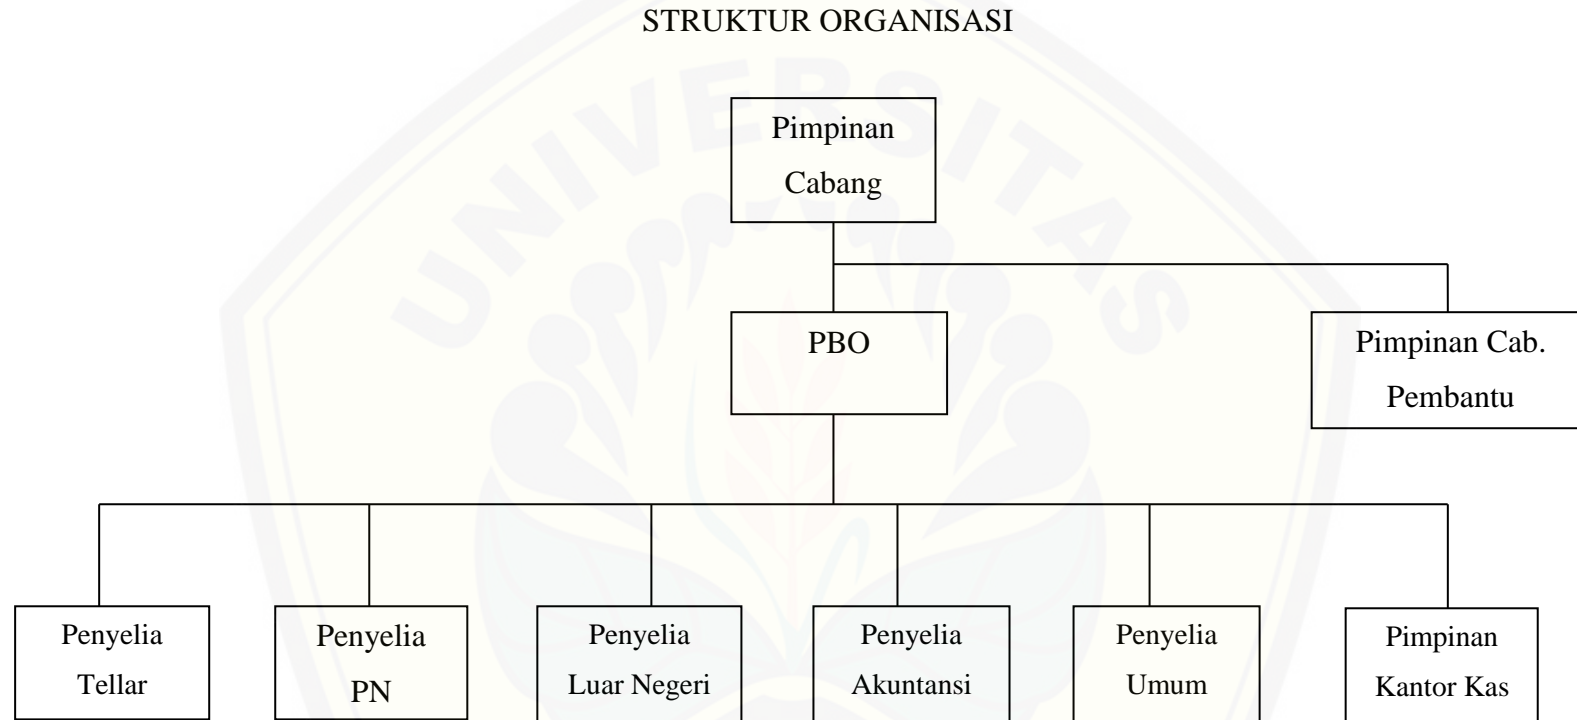 STRUKTUR ORGANISASI
UNIVERSITAS
Pimpinan
Cabang
PBO
Pimpinan Cab.
Pembantu
Penyelia
Tellar
Penyelia
PN
Penyelia
Luar Negeri
Penyelia
Akuntansi
Penyelia
Umum
Pimpinan
Kantor Kas